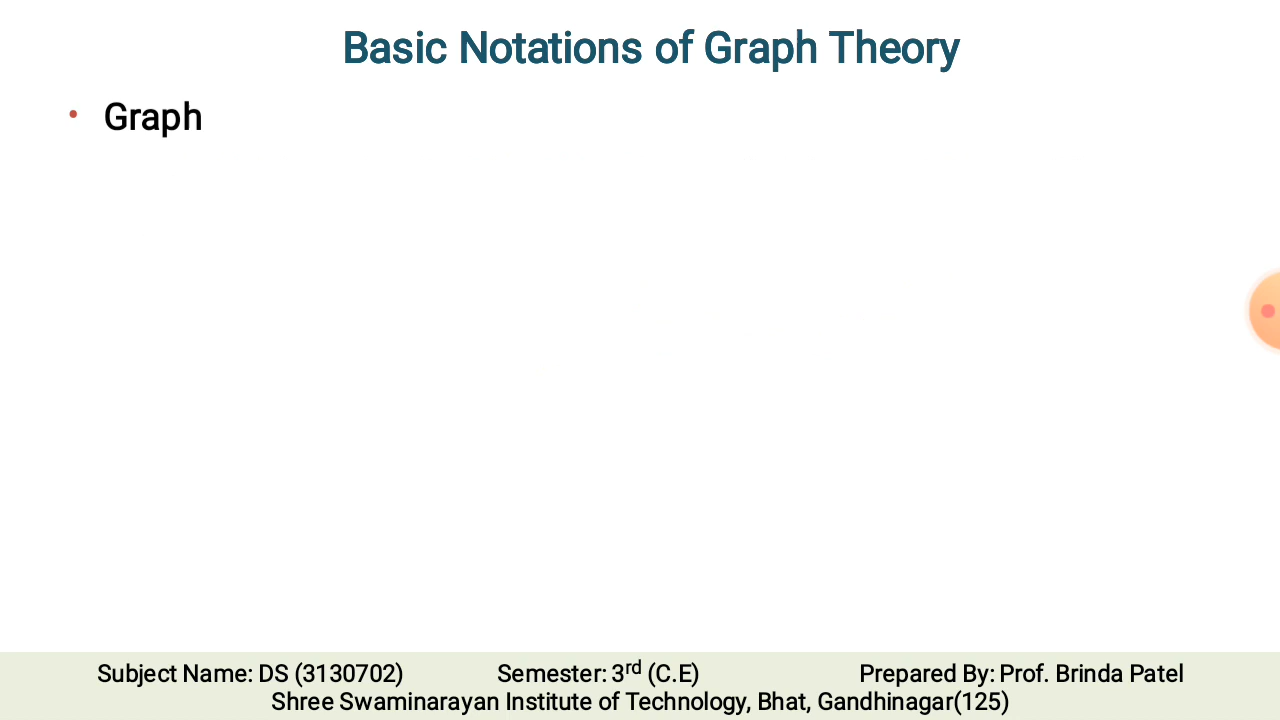 Basic Notations of Graph Theory
• Graph
Subject Name: DS (3130702) Semester: 3rd (C.E) Prepared By: Prof. Brinda Patel
Shree Swaminarayan Institute of Technology, Bhat, Gandhinagar(125)